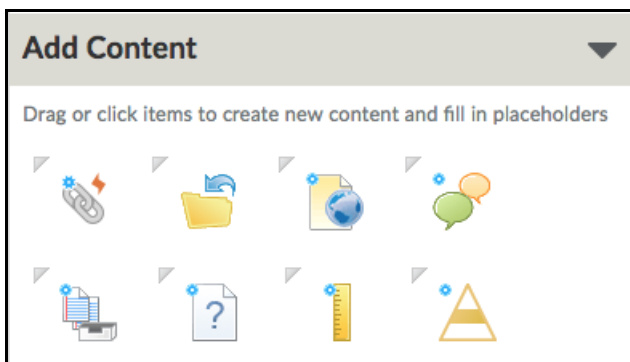 Add Content
Drag or click items to create new content and fill in placeholders
?